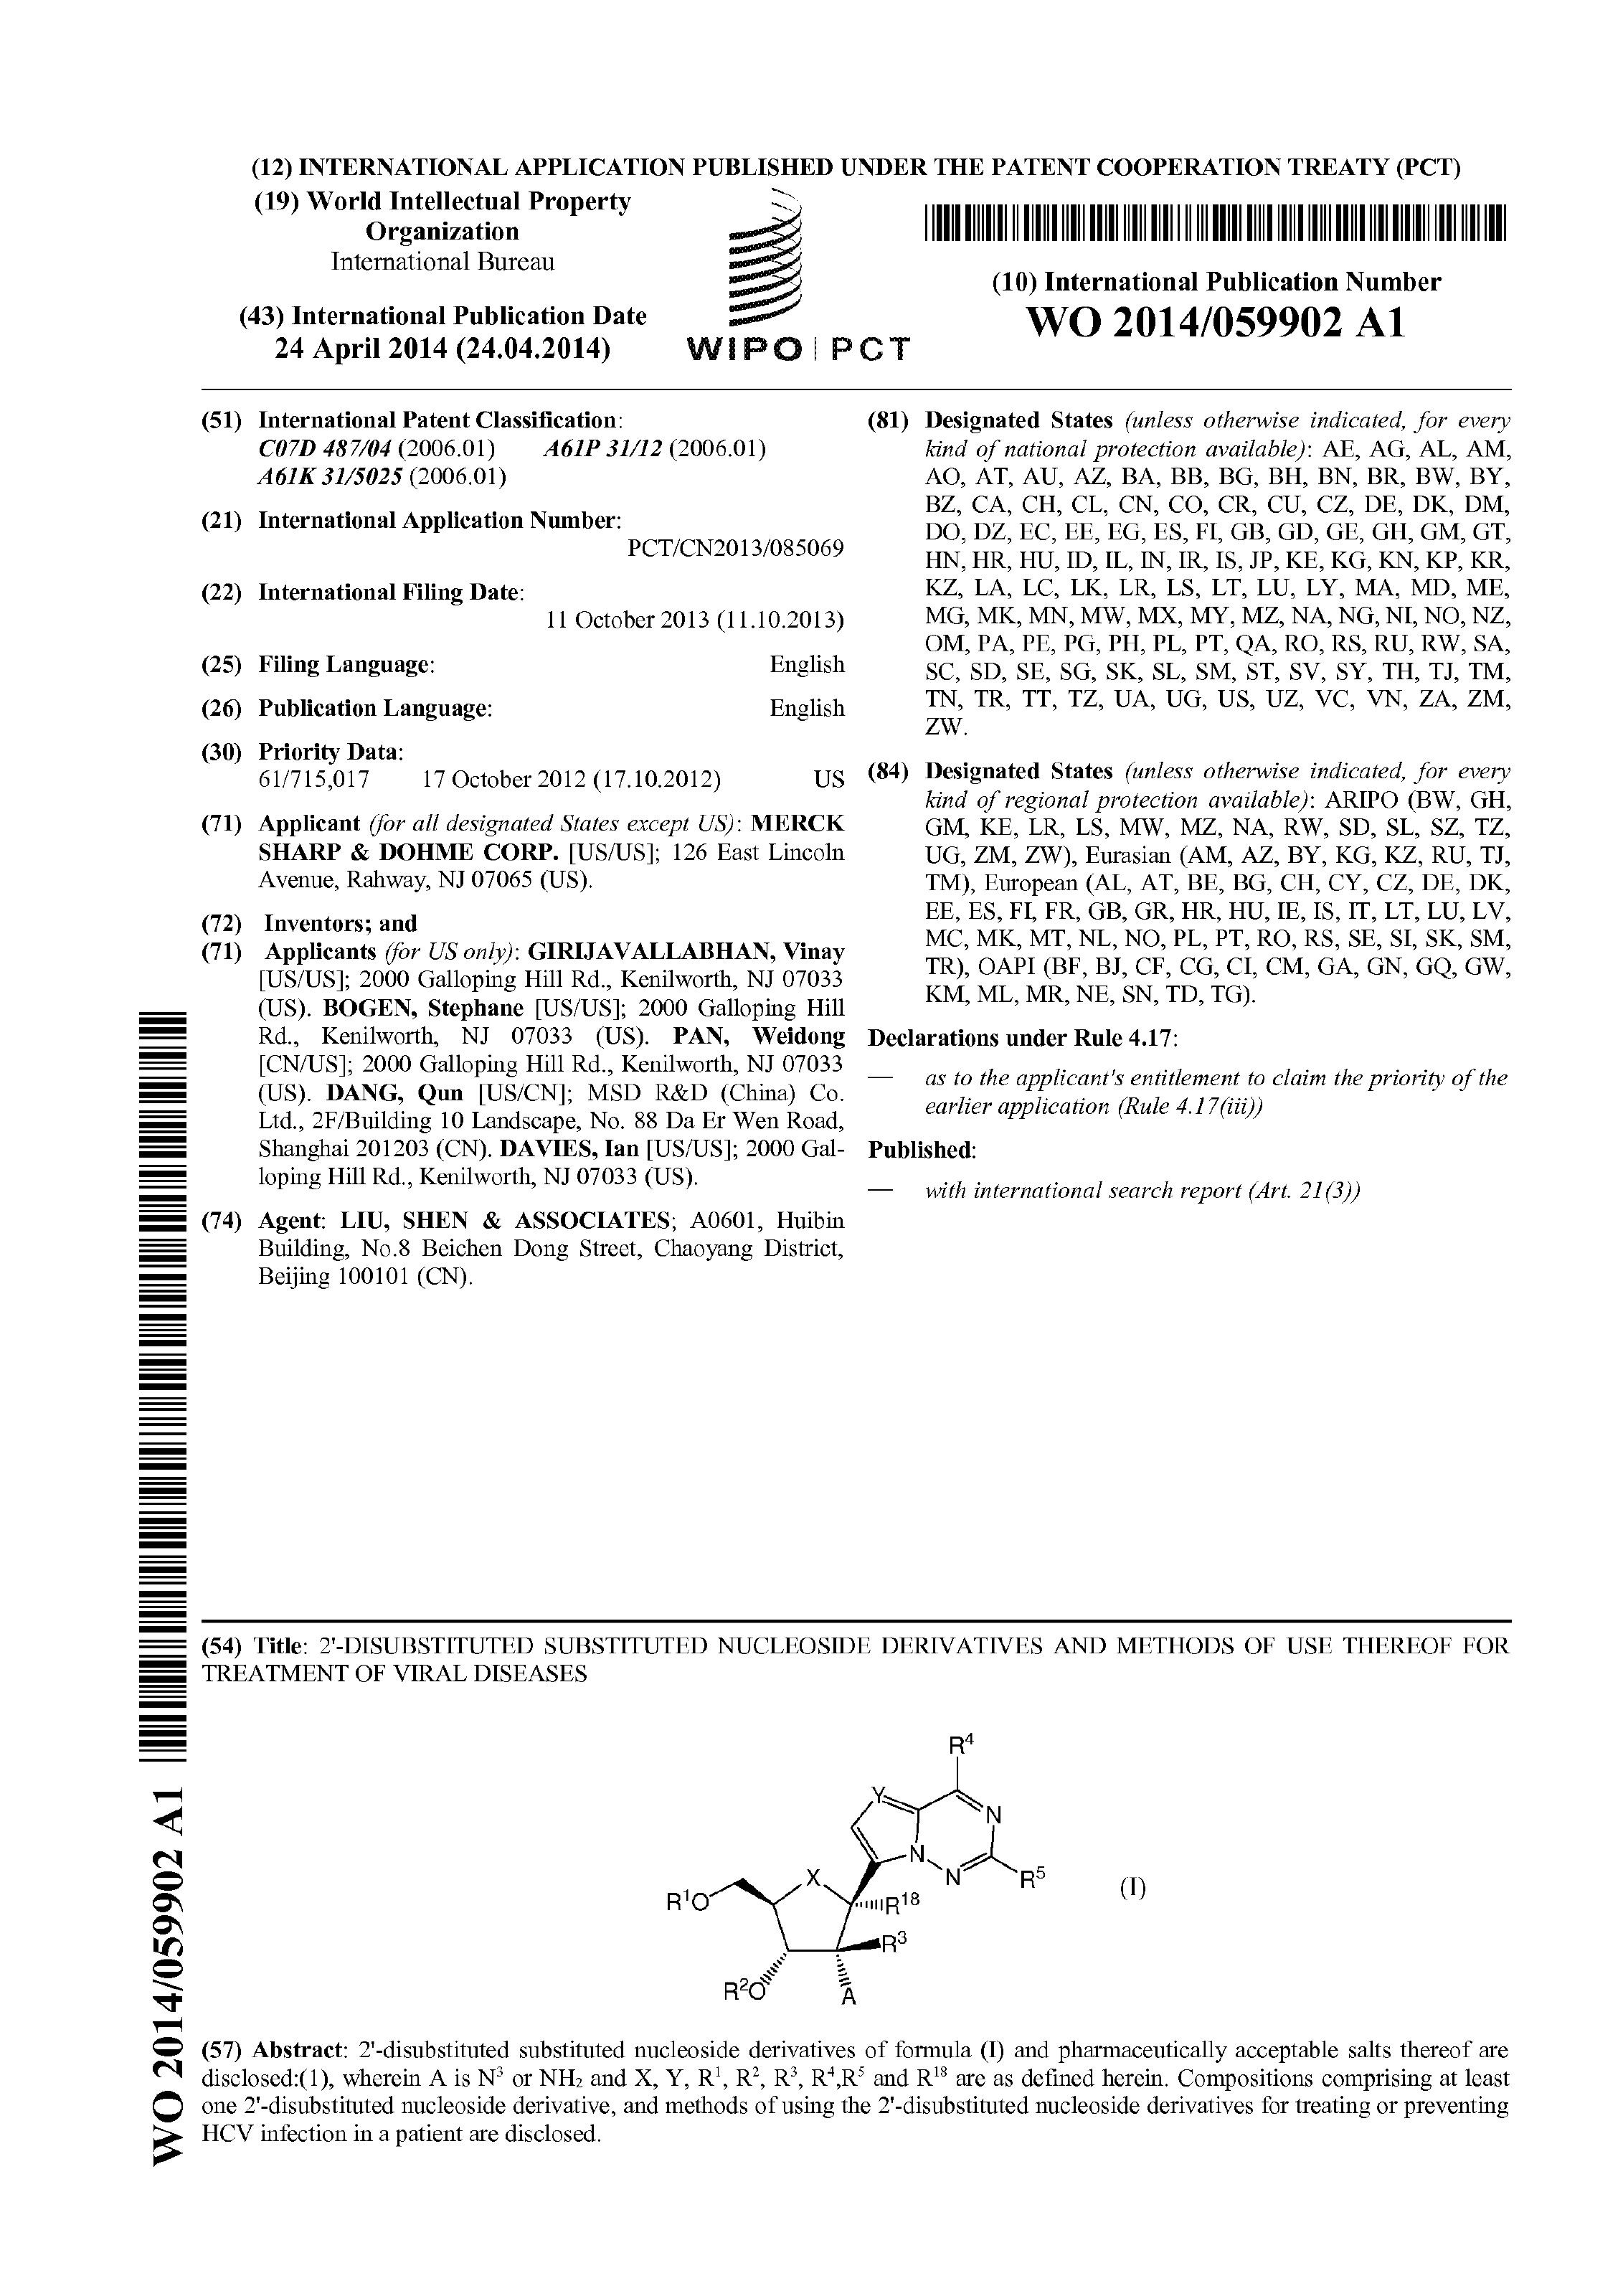 (12) INTERNATIONAL APPLICATION PUBLISHED UNDER THE PATENT COOPERATION TREATY (PCT)
(19) World Intellectual Property
Organization
International Bureau
(43) International Publication Date
24 April 2014 (24.04.2014)
WIPO | PCT
(10) International Publication Number
WO 2014/059902 A1
(51) International Patent Classification:
C07D 487/04 (2006.01) A61P 31/12 (2006.01)
A61K 31/5025 (2006.01)
(21) International Application Number:
PCT/CN2013/085069
(22) International Filing Date:
11 October 2013 (11.10.2013)
(25) Filing Language: English
(26) Publication Language: English
(30) Priority Data:
61/715,017 17 October 2012 (17.10.2012) US
(71) Applicant (for all designated States except US): MERCK
SHARP & DOHME CORP. [US/US]; 126 East Lincoln
Avenue, Rahway, NJ 07065 (US).
(72) Inventors; and
(71) Applicants (for US only): GIRIJAVALLABHAN, Vinay
[US/US]; 2000 Galloping Hill Rd., Kenilworth, NJ 07033
(US). BOGEN, Stephane [US/US]; 2000 Galloping Hill
Rd., Kenilworth, NJ 07033 (US). PAN, Weidong
[CN/US]; 2000 Galloping Hill Rd., Kenilworth, NJ 07033
(US). DANG, Qun [US/CN]; MSD R&D (China) Co.
Ltd., 2F/Building 10 Landscape, No. 88 Da Er Wen Road,
Shanghai 201203 (CN). DAVIES, Ian [US/US]; 2000 Gal-
loping Hill Rd., Kenilworth, NJ 07033 (US).
(74) Agent: LIU, SHEN & ASSOCIATES; A0601, Huibin
Building, No.8 Beichen Dong Street, Chaoyang District,
Beijing 100101 (CN).
(81) Designated States (unless otherwise indicated, for every
kind of national protection available): AE, AG, AL, AM,
AO, AT, AU, AZ, BA, BB, BG, BH, BN, BR, BW, BY,
BZ, CA, CH, CL, CN, CO, CR, CU, CZ, DE, DK, DM,
DO, DZ, EC, EE, EG, ES, FI, GB, GD, GE, GH, GM, GT,
HN, HR, HU, ID, IL, IN, IR, IS, JP, KE, KG, KN, KP, KR,
KZ, LA, LC, LK, LR, LS, LT, LU, LY, MA, MD, ME,
MG, MK, MN, MW, MX, MY, MZ, NA, NG, NI, NO, NZ,
OM, PA, PE, PG, PH, PL, PT, QA, RO, RS, RU, RW, SA,
SC, SD, SE, SG, SK, SL, SM, ST, SV, SY, TH, TJ, TM,
TN, TR, TT, TZ, UA, UG, US, UZ, VC, VN, ZA, ZM,
ZW.
(84) Designated States (unless otherwise indicated, for every
kind of regional protection available): ARIPO (BW, GH,
GM, KE, LR, LS, MW, MZ, NA, RW, SD, SL, SZ, TZ,
UG, ZM, ZW), Eurasian (AM, AZ, BY, KG, KZ, RU, TJ,
TM), European (AL, AT, BE, BG, CH, CY, CZ, DE, DK,
EE, ES, FI, FR, GB, GR, HR, HU, IE, IS, IT, LT, LU, LV,
MC, MK, MT, NL, NO, PL, PT, RO, RS, SE, SI, SK, SM,
TR), OAPI (BF, BJ, CF, CG, CI, CM, GA, GN, GQ, GW,
KM, ML, MR, NE, SN, TD, TG).
Declarations under Rule 4.17:
— as to the applicant's entitlement to claim the priority of the
earlier application (Rule 4.17(iii))
Published:
— with international search report (Art. 21(3))
(54) Title: 2'-DISUBSTITUTED SUBSTITUTED NUCLEOSIDE DERIVATIVES AND METHODS OF USE THEREOF FOR
TREATMENT OF VIRAL DISEASES
R⁴
Y
N
N
N
R⁵
(I)
X
R¹O
R¹⁸
R³
R²O
A
(57) Abstract: 2'-disubstituted substituted nucleoside derivatives of formula (I) and pharmaceutically acceptable salts thereof are
disclosed:(1), wherein A is N³ or NH₂ and X, Y, R¹, R², R³, R⁴,R⁵ and R¹⁸ are as defined herein. Compositions comprising at least
one 2'-disubstituted nucleoside derivative, and methods of using the 2'-disubstituted nucleoside derivatives for treating or preventing
HCV infection in a patient are disclosed.
WO 2014/059902 A1